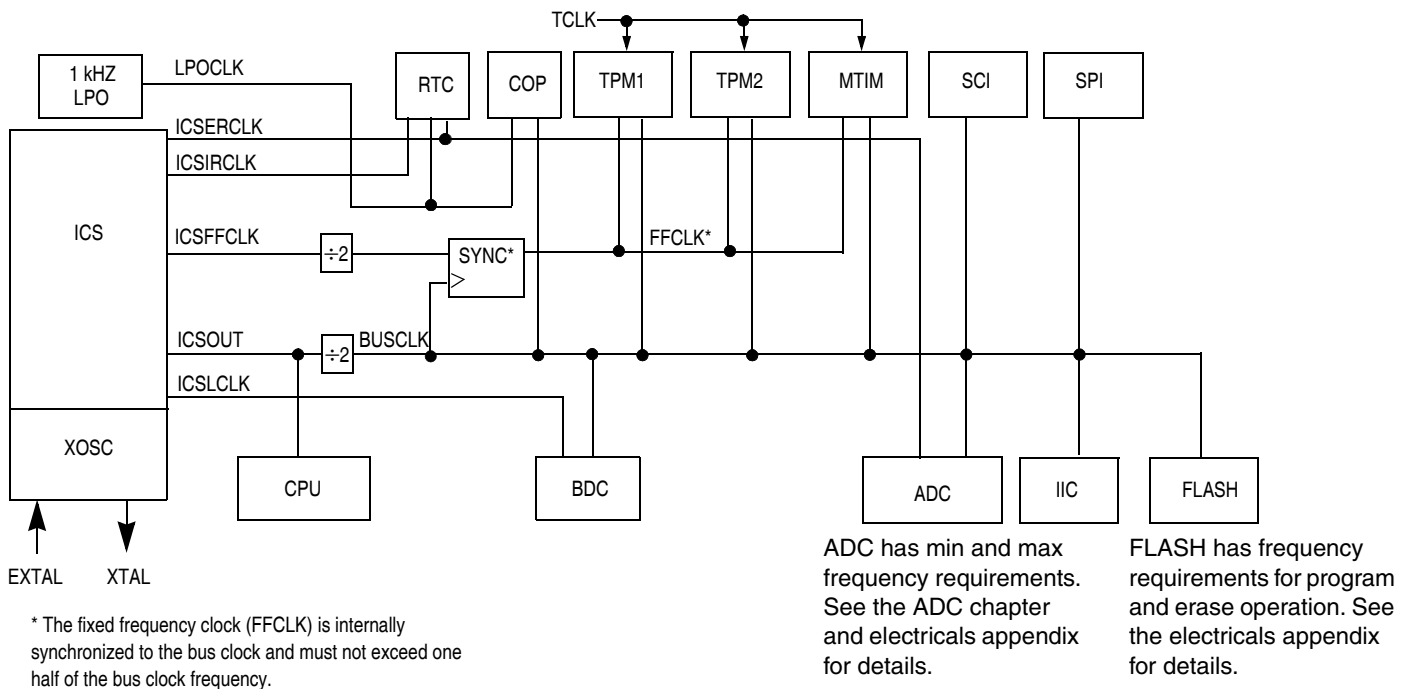 TCLK
1 kHZ
LPO
LPOCLK
RTC
COP
TPM1
TPM2
MTIM
SCI
SPI
ICSERCLK
ICSIRCLK
ICS
ICSFFCLK
÷2
SYNC*
FFCLK*
ICSOUT
÷2
BUSCLK
ICSLCLK
XOSC
CPU
BDC
ADC
IIC
FLASH
EXTAL
XTAL
ADC has min and max
frequency requirements.
See the ADC chapter
and electricals appendix
for details.
FLASH has frequency
requirements for program
and erase operation. See
the electricals appendix
for details.
* The fixed frequency clock (FFCLK) is internally
synchronized to the bus clock and must not exceed one
half of the bus clock frequency.